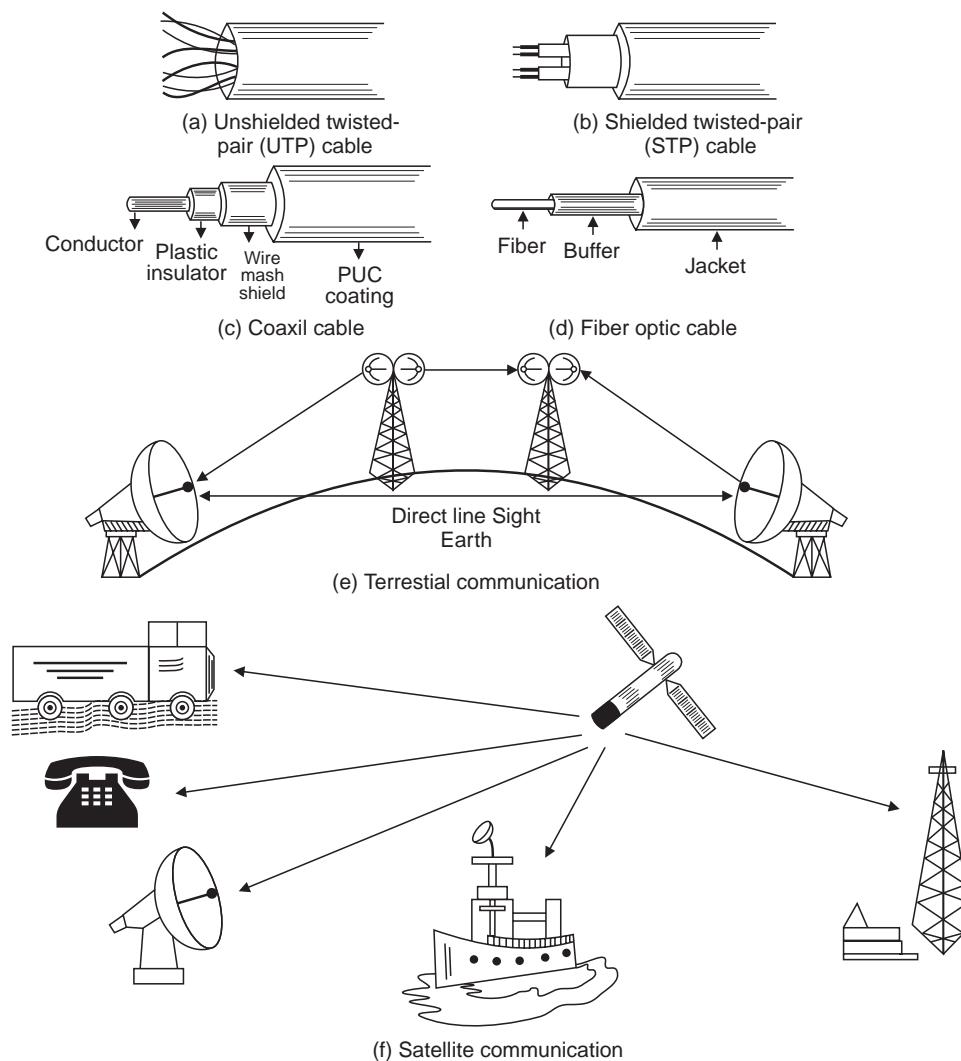 (a) Unshielded twisted-
pair (UTP) cable
(b) Shielded twisted-pair
(STP) cable
Conductor
Plastic
insulator
Wire
mash
shield
PUC
coating
(c) Coaxil cable
Fiber
Buffer
Jacket
(d) Fiber optic cable
Direct line Sight
Earth
(e) Terrestial communication
(f) Satellite communication